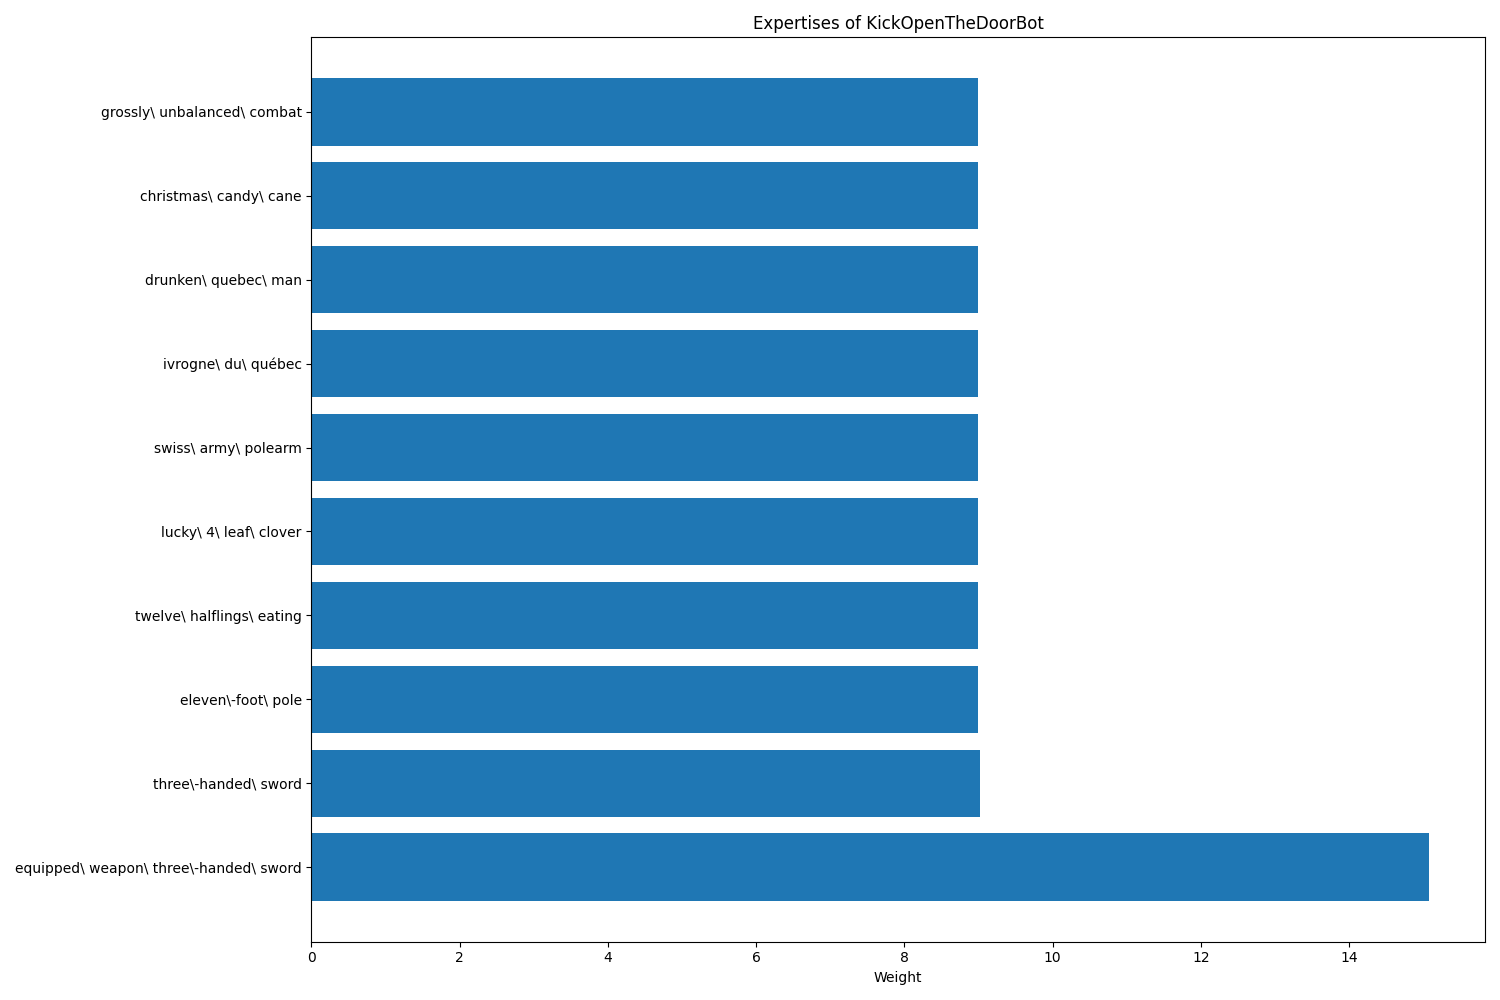 Expertises of KickOpenTheDoorBot
grossly\ unbalanced\ combat
christmas\ candy\ cane
drunken\ quebec\ man
ivrogne\ du\ québec
swiss\ army\ polearm
lucky\ 4\ leaf\ clover
twelve\ halflings\ eating
eleven\-foot\ pole
three\-handed\ sword
equipped\ weapon\ three\-handed\ sword
0 2 4 6 8 10 12 14
Weight